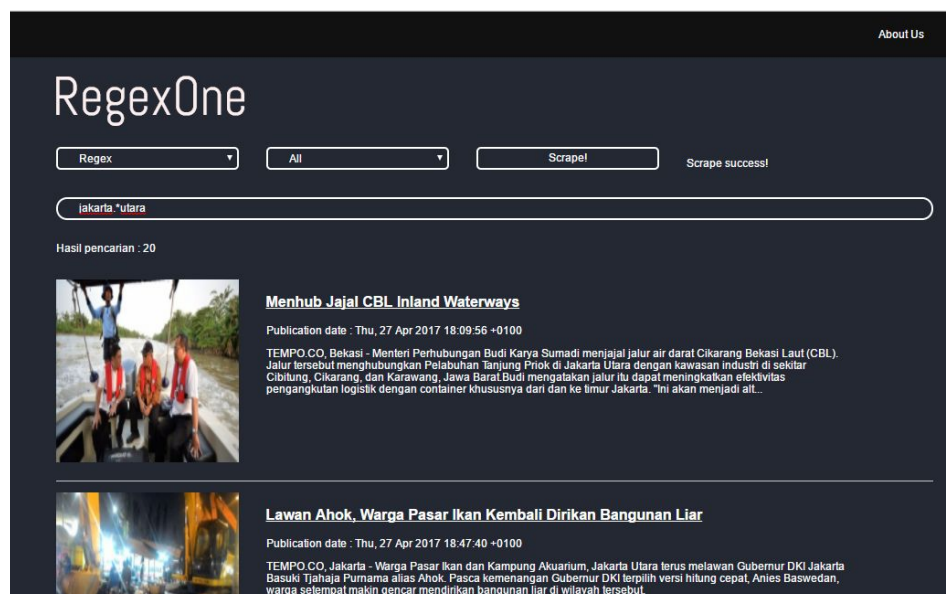 About Us
RegexOne
Regex
All
Scrape!
Scrape success!
jakarta.*utara
Hasil pencarian : 20
Menhub Jajal CBL Inland Waterways
Publication date : Thu, 27 Apr 2017 18:09:56 +0100
TEMPO.CO, Bekasi - Menteri Perhubungan Budi Karya Sumadi menjajal jalur air darat Cikarang Bekasi Laut (CBL).
Jalur tersebut menghubungkan Pelabuhan Tanjung Priok di Jakarta Utara dengan kawasan industri di sekitar
Cibitung, Cikarang, dan Karawang, Jawa Barat.Budi mengatakan jalur itu dapat meningkatkan efektivitas
pengangkutan logistik dengan container khususnya dari dan ke timur Jakarta. "Ini akan menjadi alt...
Lawan Ahok, Warga Pasar Ikan Kembali Dirikan Bangunan Liar
Publication date : Thu, 27 Apr 2017 18:47:40 +0100
TEMPO.CO, Jakarta - Warga Pasar Ikan dan Kampung Akuarium, Jakarta Utara terus melawan Gubernur DKI Jakarta
Basuki Tjahaja Purnama alias Ahok. Pasca kemenangan Gubernur DKI terpilih versi hitung cepat, Anies Baswedan,
warga setempat makin gencar mendirikan bangunan liar di wilayah tersebut.